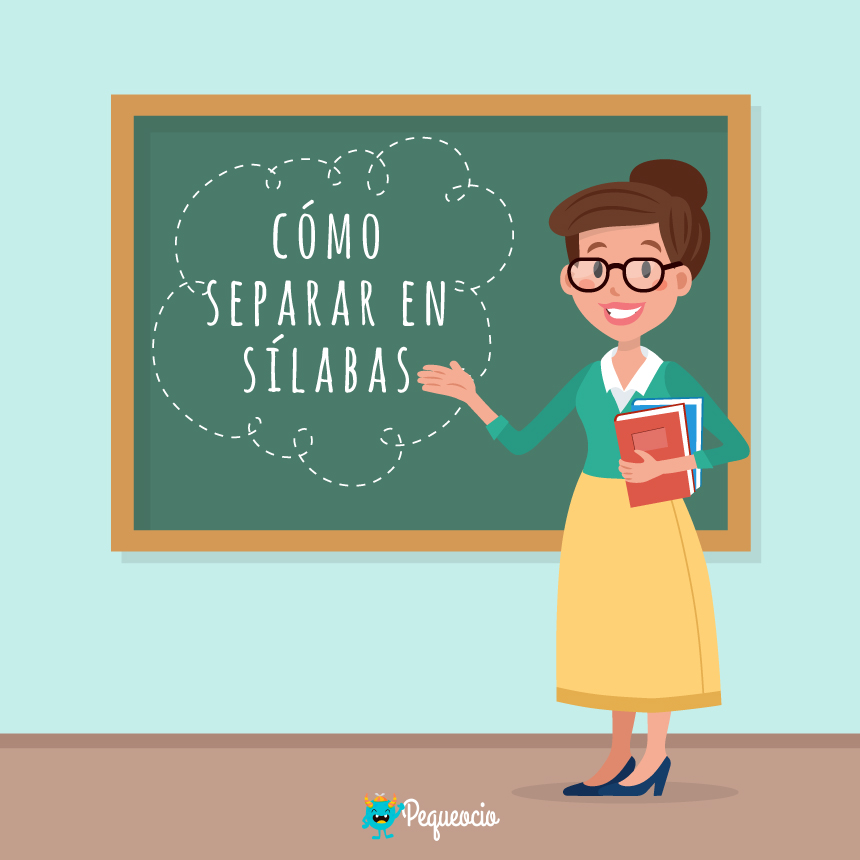 CÓMO
SEPARAR EN
SÍLABAS
Pequeocio